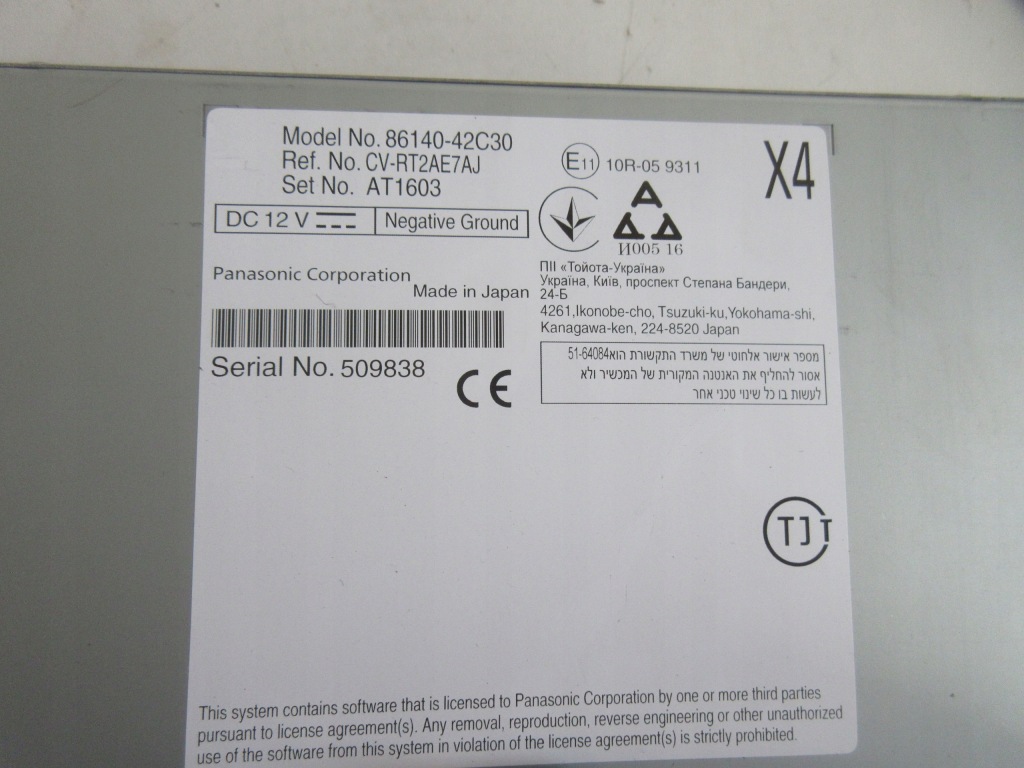 Model No. 86140-42C30
Ref. No. CV-RT2AE7AJ
Set No. AT1603
DC 12 V
Negative Ground
E11 10R-05 9311
X4
И005 16
Panasonic Corporation
Made in Japan
ПІІ «Тойота-Україна»
Україна, Київ, проспект Степана Бандери,
24-Б
4261,Ikonobe-cho, Tsuzuki-ku,Yokohama-shi,
Kanagawa-ken, 224-8520 Japan
Serial No. 509838
CE
מספר אישור אלחוטי של משרד התקשורת הוא51-64084
אסור להחליף את האנטנה המקורית של המכשיר ולא
לעשות בו כל שינוי טכני אחר
TJT
This system contains software that is licensed to Panasonic Corporation by one or more third parties
pursuant to license agreement(s). Any removal, reproduction, reverse engineering or other unauthorized
use of the software from this system in violation of the license agreement(s) is strictly prohibited.